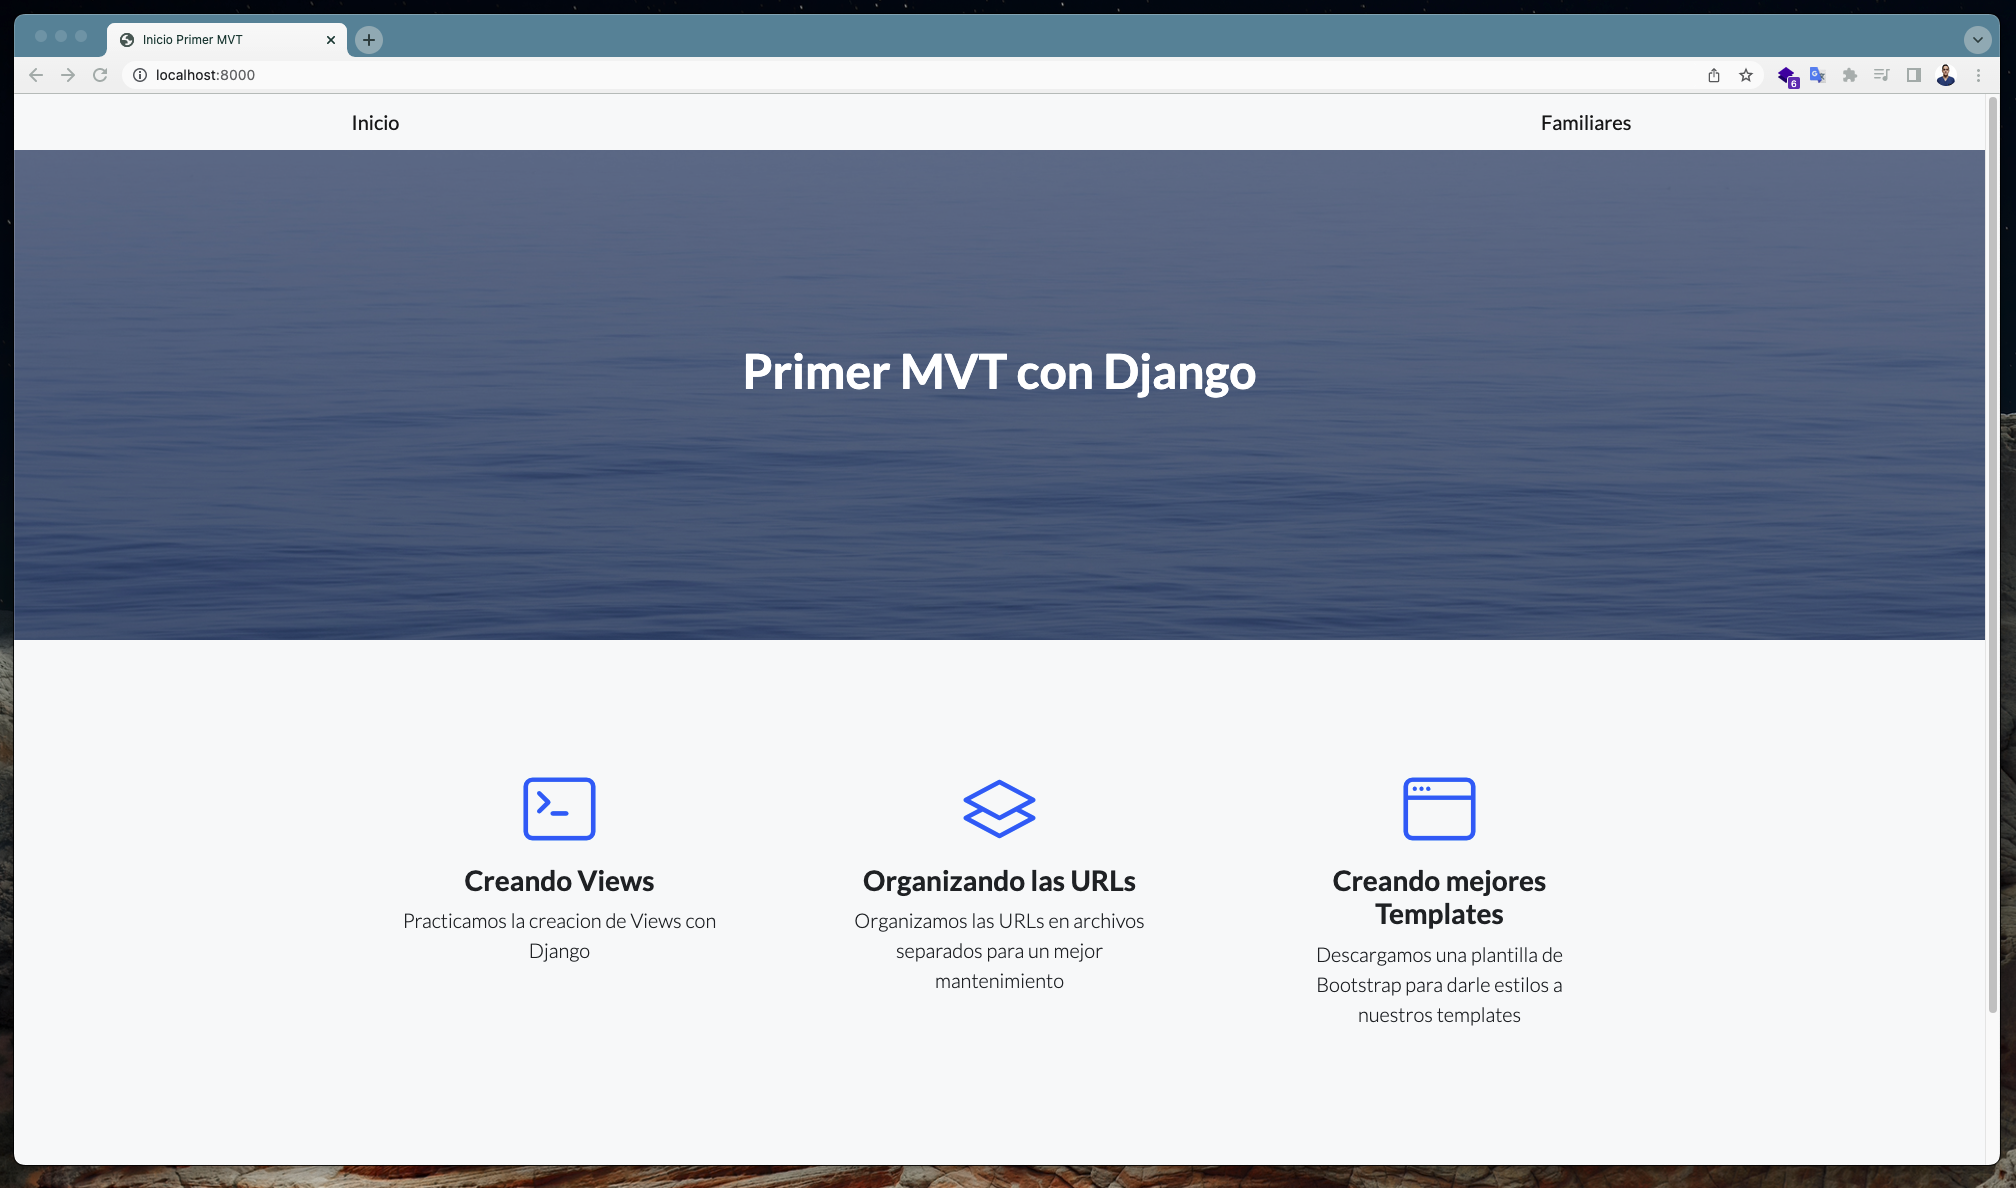 Inicio Primer MVT
localhost:8000
6
Inicio
Familiares
Primer MVT con Django
Creando Views
Practicamos la creacion de Views con
Django
Organizando las URLs
Organizamos las URLs en archivos
separados para un mejor
mantenimiento
Creando mejores
Templates
Descargamos una plantilla de
Bootstrap para darle estilos a
nuestros templates